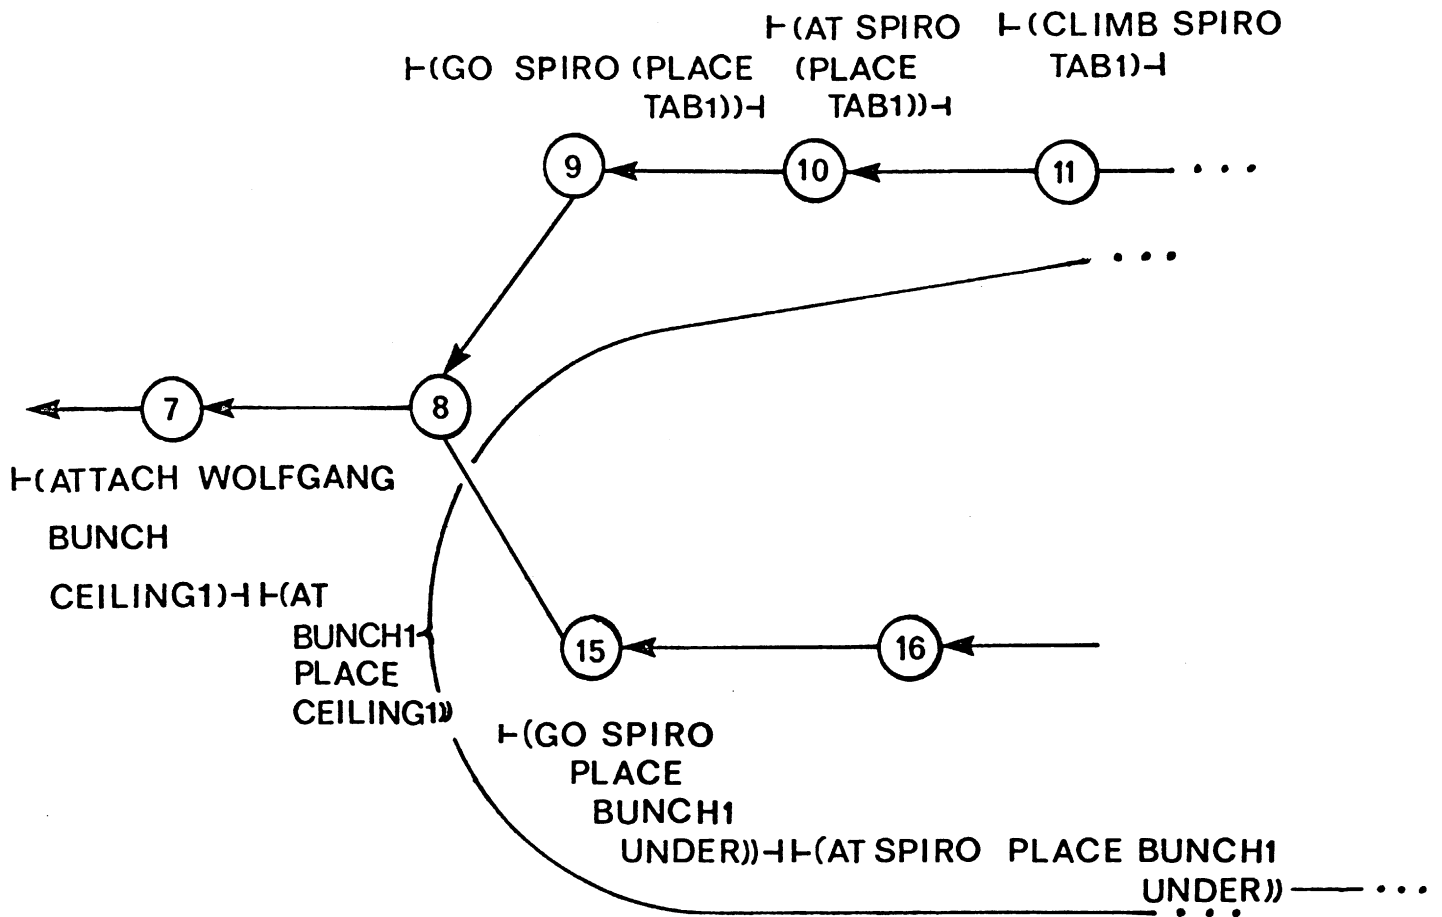 ⊢(AT SPIRO
(PLACE
TAB1))⊣
⊢(CLIMB SPIRO
TAB1)⊣
⊢(GO SPIRO (PLACE
TAB1))⊣
9
10
11
...
...
7
8
⊢(ATTACH WOLFGANG
BUNCH
CEILING1)⊣⊢(AT
BUNCH1
PLACE
CEILING1))
15
16
⊢(GO SPIRO
PLACE
BUNCH1
UNDER))⊣⊢(AT SPIRO PLACE BUNCH1
UNDER))
...
...